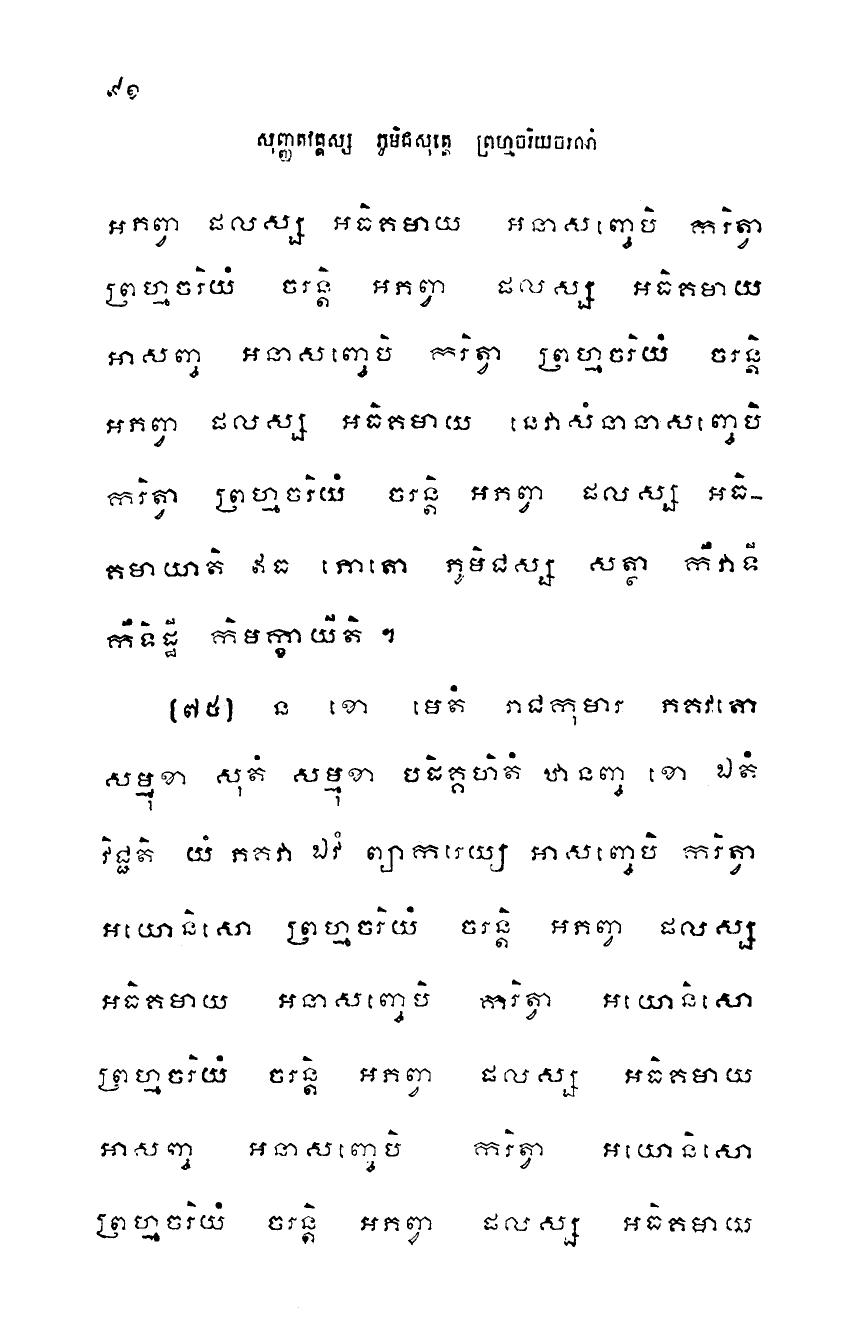 ៩១
សុញ្ញតវគ្គស្ស ភូមិជសុត្តេ ព្រហ្មចរិយចរណំ
អភព្វា ផលស្ស អធិគមាយ អនាសញ្ចេបិ ករិត្វា
ព្រហ្មចរិយំ ចរន្តិ អភព្វា ផលស្ស អធិគមាយ
អាសញ្ច អនាសញ្ចេបិ ករិត្វា ព្រហ្មចរិយំ ចរន្តិ
អភព្វា ផលស្ស អធិគមាយ នេវាសំនានាសញ្ចេបិ
ករិត្វា ព្រហ្មចរិយំ ចរន្តិ អភព្វា ផលស្ស អធិ-
គមាយាតិ ឥធ ភោតោ ភូមិជស្ស សត្ថា កឹវាទី
កឹទិដ្ឋី កិមក្ខាយីតិ ។
(៧៥) ន ខោ មេតំ រាជកុមារ ភគវតោ
សម្មុខា សុតំ សម្មុខា បដិគ្គហិតំ ឋានញ្ច ខោ ឯតំ
វិជ្ជតិ យំ ភគវា ឯវំ ព្យាករេយ្យ អាសញ្ចេបិ ករិត្វា
អយោនិសោ ព្រហ្មចរិយំ ចរន្តិ អភព្វា ផលស្ស
អធិគមាយ អនាសញ្ចេបិ ករិត្វា អយោនិសោ
ព្រហ្មចរិយំ ចរន្តិ អភព្វា ផលស្ស អធិគមាយ
អាសញ្ច អនាសញ្ចេបិ ករិត្វា អយោនិសោ
ព្រហ្មចរិយំ ចរន្តិ អភព្វា ផលស្ស អធិគមាយ